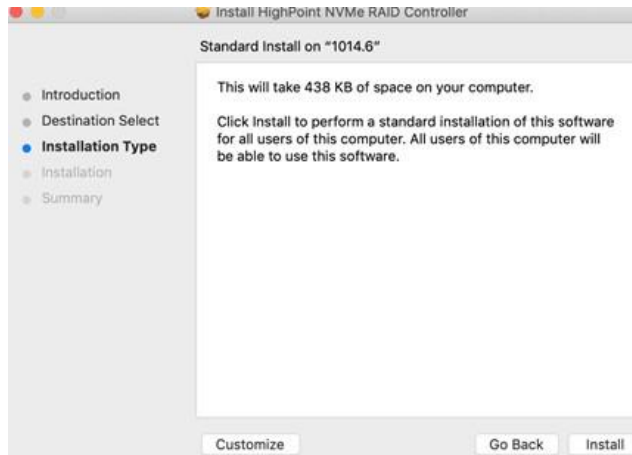 Install HighPoint NVMe RAID Controller
Standard Install on “1014.6”
Introduction
Destination Select
Installation Type
Installation
Summary
This will take 438 KB of space on your computer.
Click Install to perform a standard installation of this software
for all users of this computer. All users of this computer will
be able to use this software.
Customize
Go Back
Install